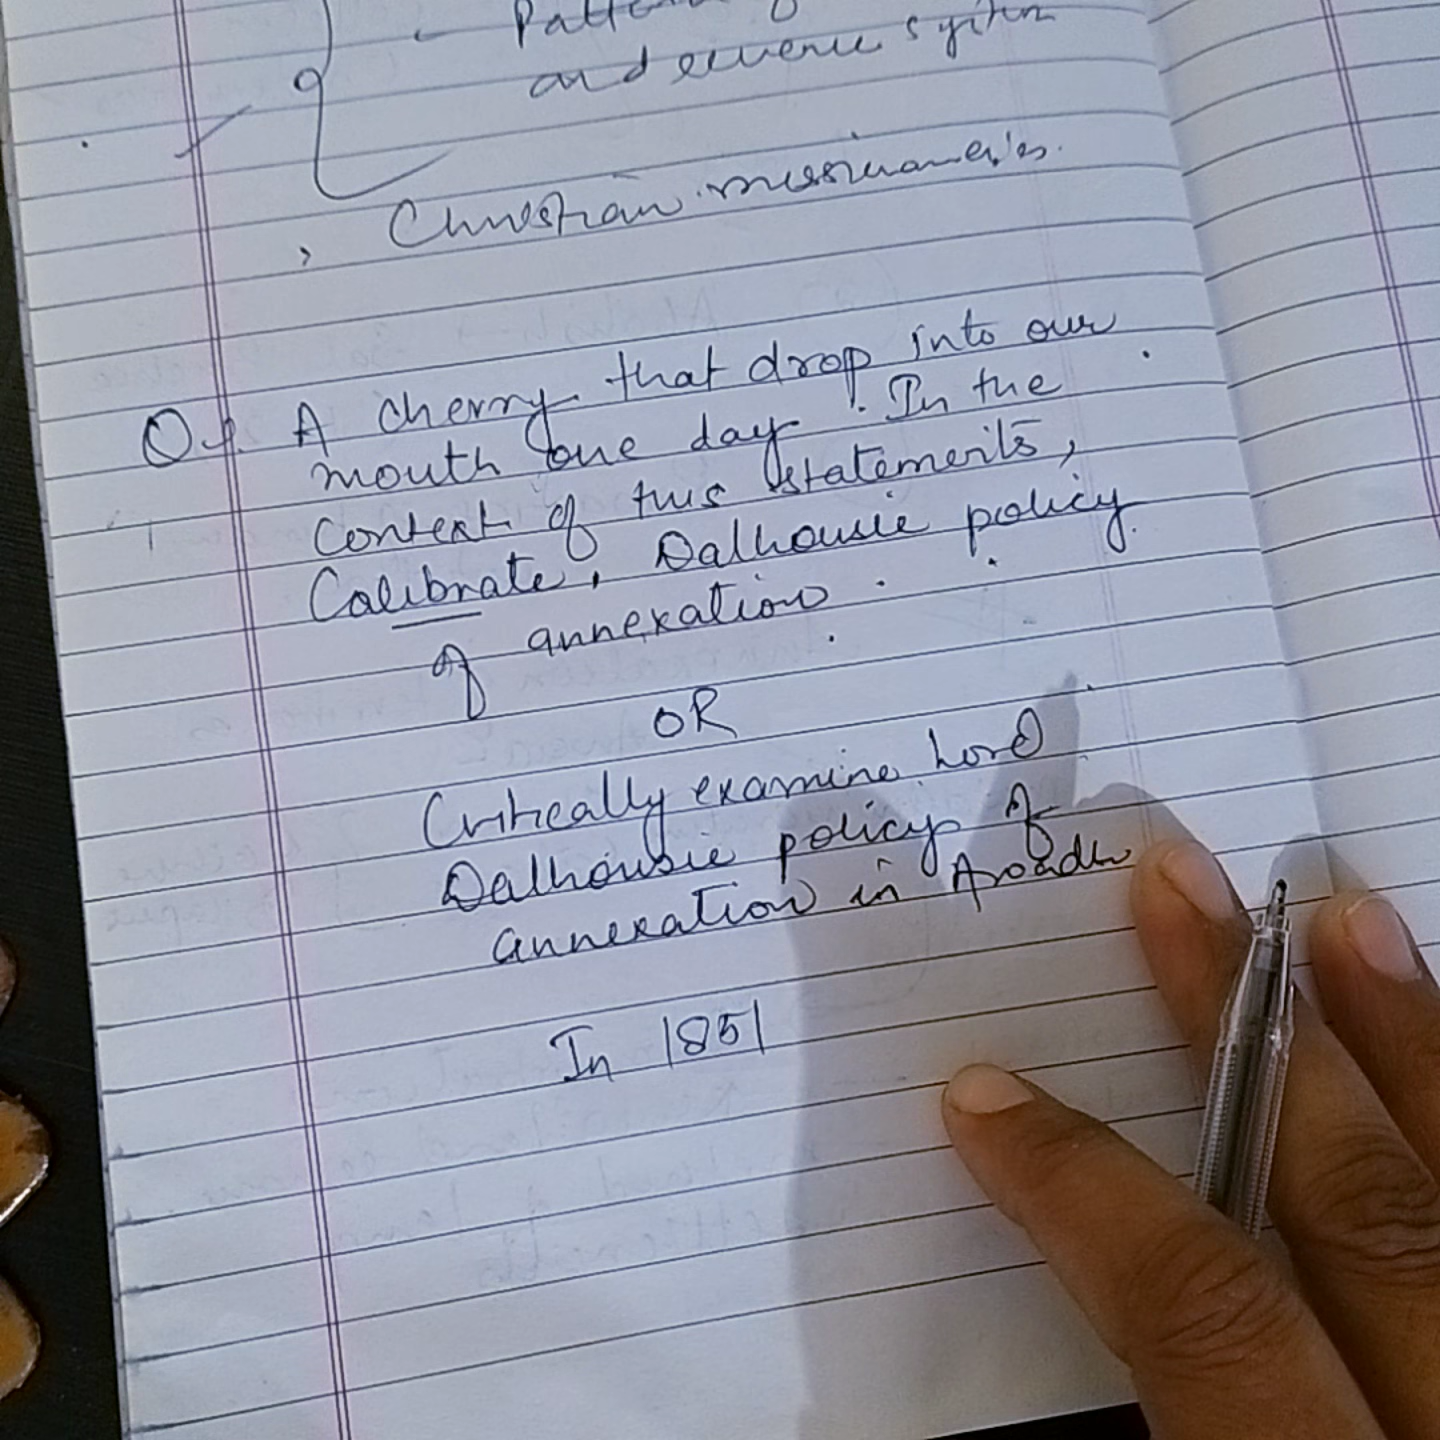 and revenue system
Christian missionaries.
Q. A cherry that drop into our
mouth one day. In the
context of this statements,
Calibrate, Dalhousie policy
of annexation.
OR
Critically examine Lord
Dalhousie policy of
annexation in Awadh
In 1851